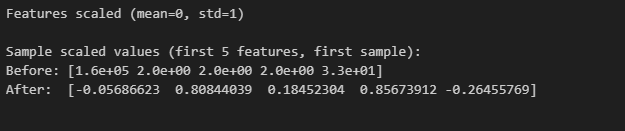 Features scaled (mean=0, std=1)
Sample scaled values (first 5 features, first sample):
Before: [1.6e+05 2.0e+00 2.0e+00 2.0e+00 3.3e+01]
After:  [-0.05686623  0.80844039  0.18452304  0.85673912 -0.26455769]